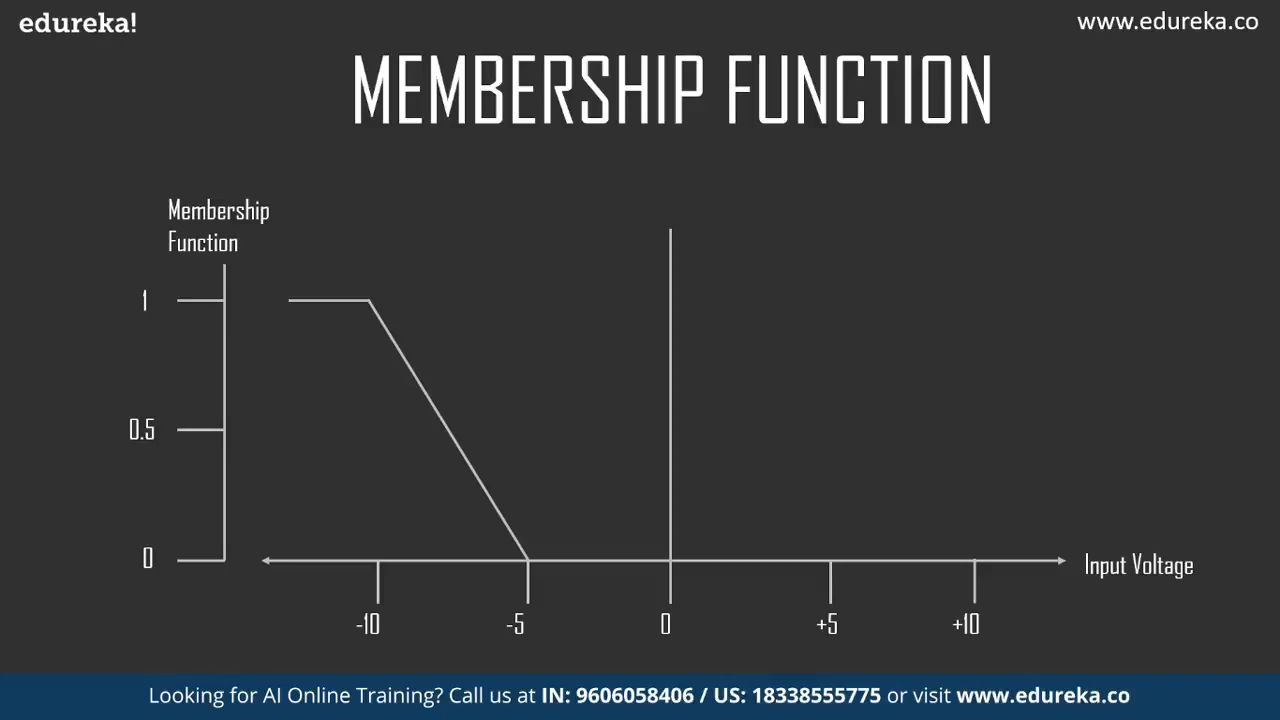 edureka!
www.edureka.co
MEMBERSHIP FUNCTION
Membership
Function
1
0.5
0
Input Voltage
-10
-5
0
+5
+10
Looking for AI Online Training? Call us at IN: 9606058406 / US: 18338555775 or visit www.edureka.co